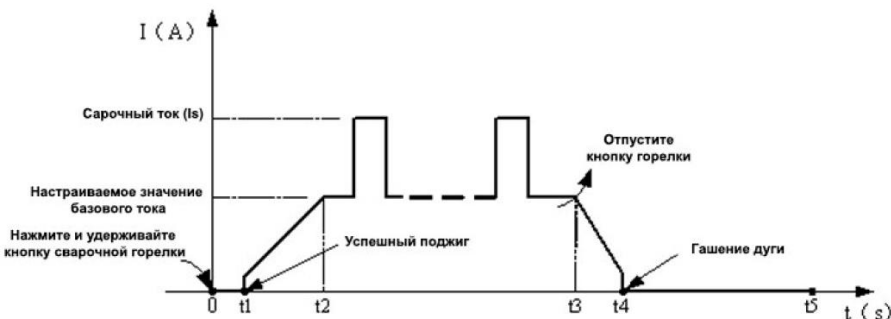 I (A)
Сарочный ток (Is)
Отпустите
кнопку горелки
Настраиваемое значение
базового тока
Нажмите и удерживайте
кнопку сварочной горелки
Успешный поджиг
Гашение дуги
0 t1 t2 t3 t4 t5
t (s)